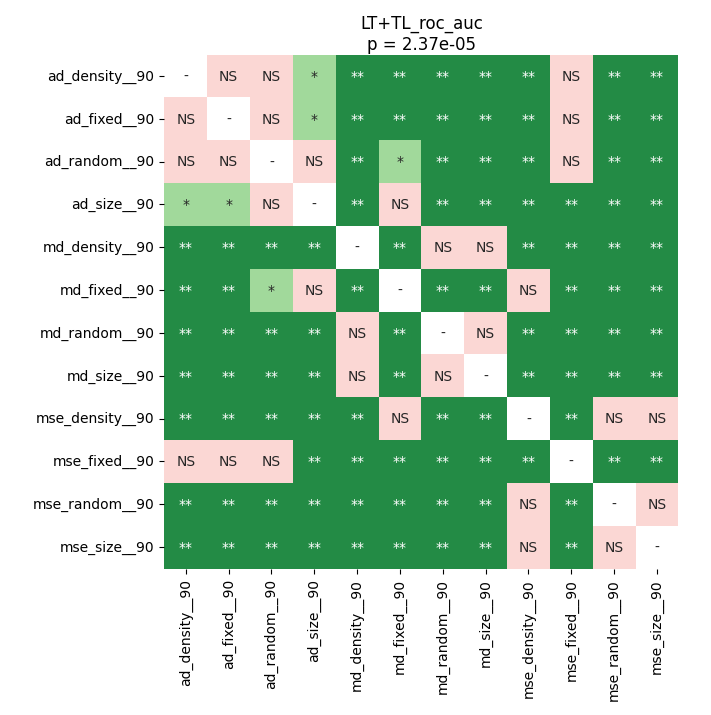 LT+TL_roc_auc
p = 2.37e-05
ad_density__90 - NS NS * ** ** ** ** ** NS ** **
ad_fixed__90 NS - NS * ** ** ** ** ** NS ** **
ad_random__90 NS NS - NS ** * ** ** ** NS ** **
ad_size__90 * * NS - ** NS ** ** ** ** ** **
md_density__90 ** ** ** ** - ** NS NS ** ** ** **
md_fixed__90 ** ** * NS ** - ** ** NS ** ** **
md_random__90 ** ** ** ** NS ** - NS ** ** ** **
md_size__90 ** ** ** ** NS ** NS - ** ** ** **
mse_density__90 ** ** ** ** ** NS ** ** - ** NS NS
mse_fixed__90 NS NS NS ** ** ** ** ** ** - ** **
mse_random__90 ** ** ** ** ** ** ** ** NS ** - NS
mse_size__90 ** ** ** ** ** ** ** ** NS ** NS -
ad_density__90
ad_fixed__90
ad_random__90
ad_size__90
md_density__90
md_fixed__90
md_random__90
md_size__90
mse_density__90
mse_fixed__90
mse_random__90
mse_size__90